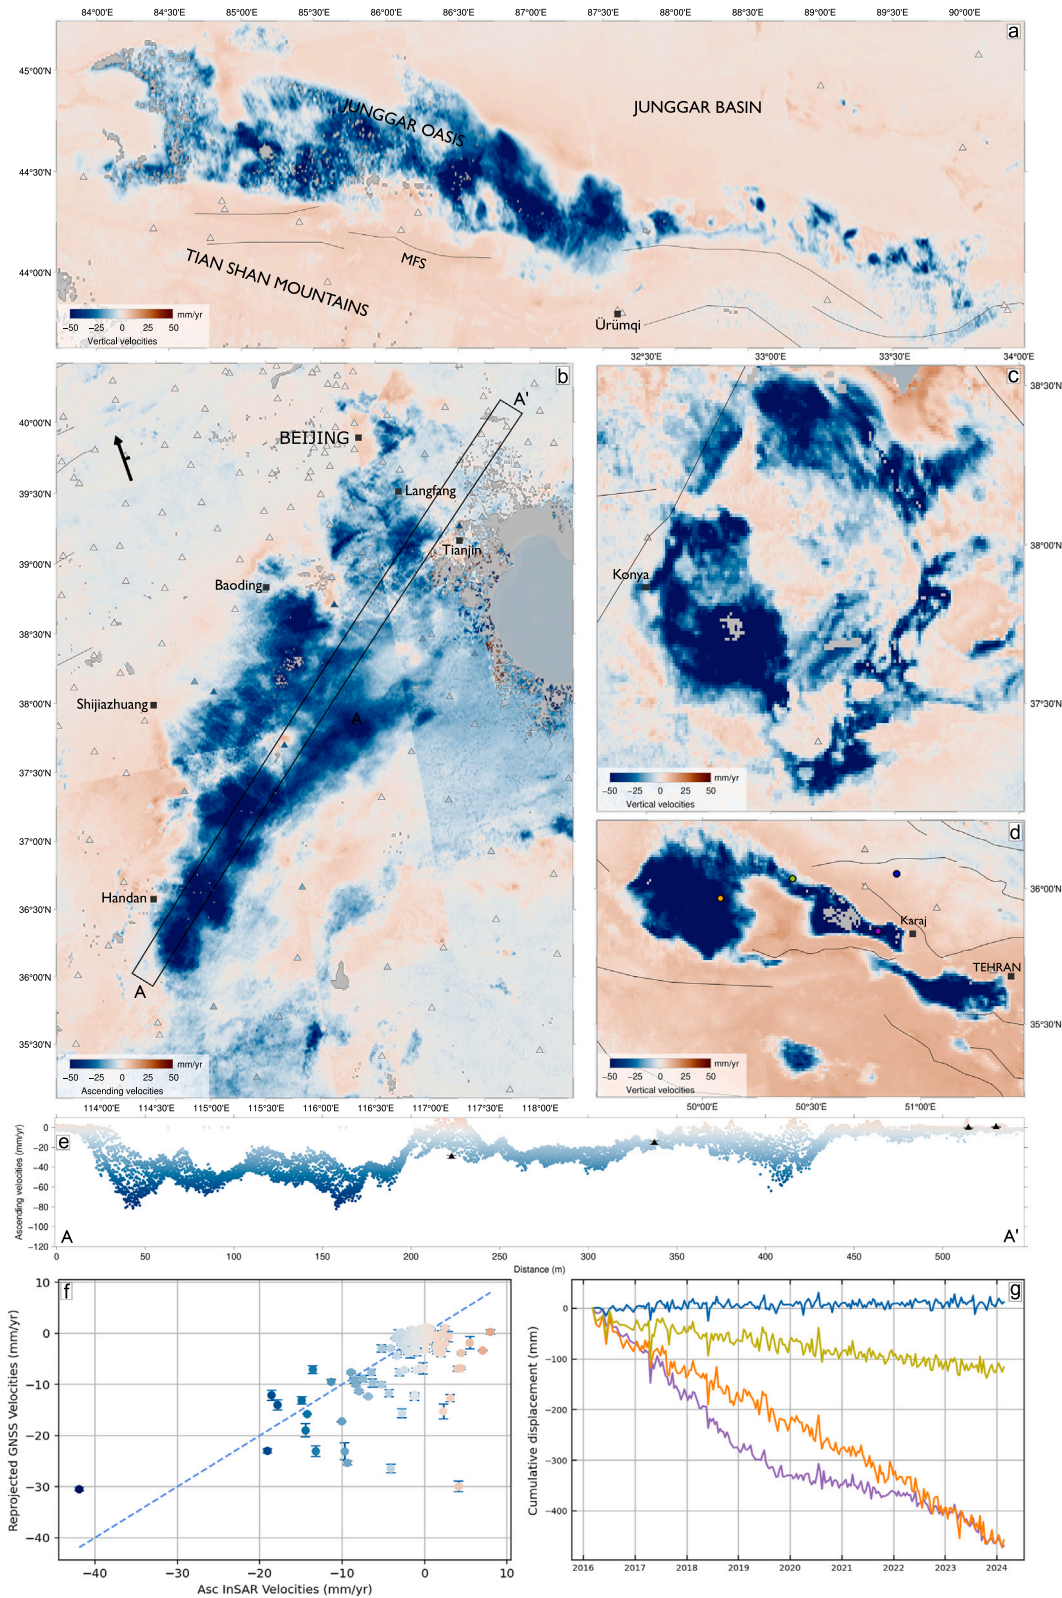 84°00'E 84°30'E 85°00'E 85°30'E 86°00'E 86°30'E 87°00'E 87°30'E 88°00'E 88°30'E 89°00'E 89°30'E 90°00'E
a
45°00'N
JUNGGAR OASIS
JUNGGAR BASIN
44°30'N
44°00'N
MFS
TIAN SHAN MOUNTAINS
Ürümqi
−50 −25 0 25 50 mm/yr
Vertical velocities
b
A'
40°00'N
BEIJING
39°30'N
Langfang
Tianjin
39°00'N
Baoding
38°30'N
38°00'N
Shijiazhuang
A
37°30'N
37°00'N
Handan
36°30'N
36°00'N
A
35°30'N
−50 −25 0 25 50 mm/yr
Ascending velocities
114°00'E 114°30'E 115°00'E 115°30'E 116°00'E 116°30'E 117°00'E 117°30'E 118°00'E
32°30'E 33°00'E 33°30'E 34°00'E
c
38°30'N
38°00'N
Konya
37°30'N
−50 −25 0 25 50 mm/yr
Vertical velocities
d
36°00'N
Karaj
TEHRAN
35°30'N
−50 −25 0 25 50 mm/yr
Vertical velocities
50°00'E 50°30'E 51°00'E
e
Ascending velocities (mm/yr)
0
−20
−40
−60
−80
−100
−120
A
A'
0 50 100 150 200 250 300 350 400 450 500
Distance (m)
f
Reprojected GNSS Velocities (mm/yr)
10
0
−10
−20
−30
−40
−40 −30 −20 −10 0 10
Asc InSAR Velocities (mm/yr)
g
Cumulative displacement (mm)
0
−100
−200
−300
−400
2016 2017 2018 2019 2020 2021 2022 2023 2024